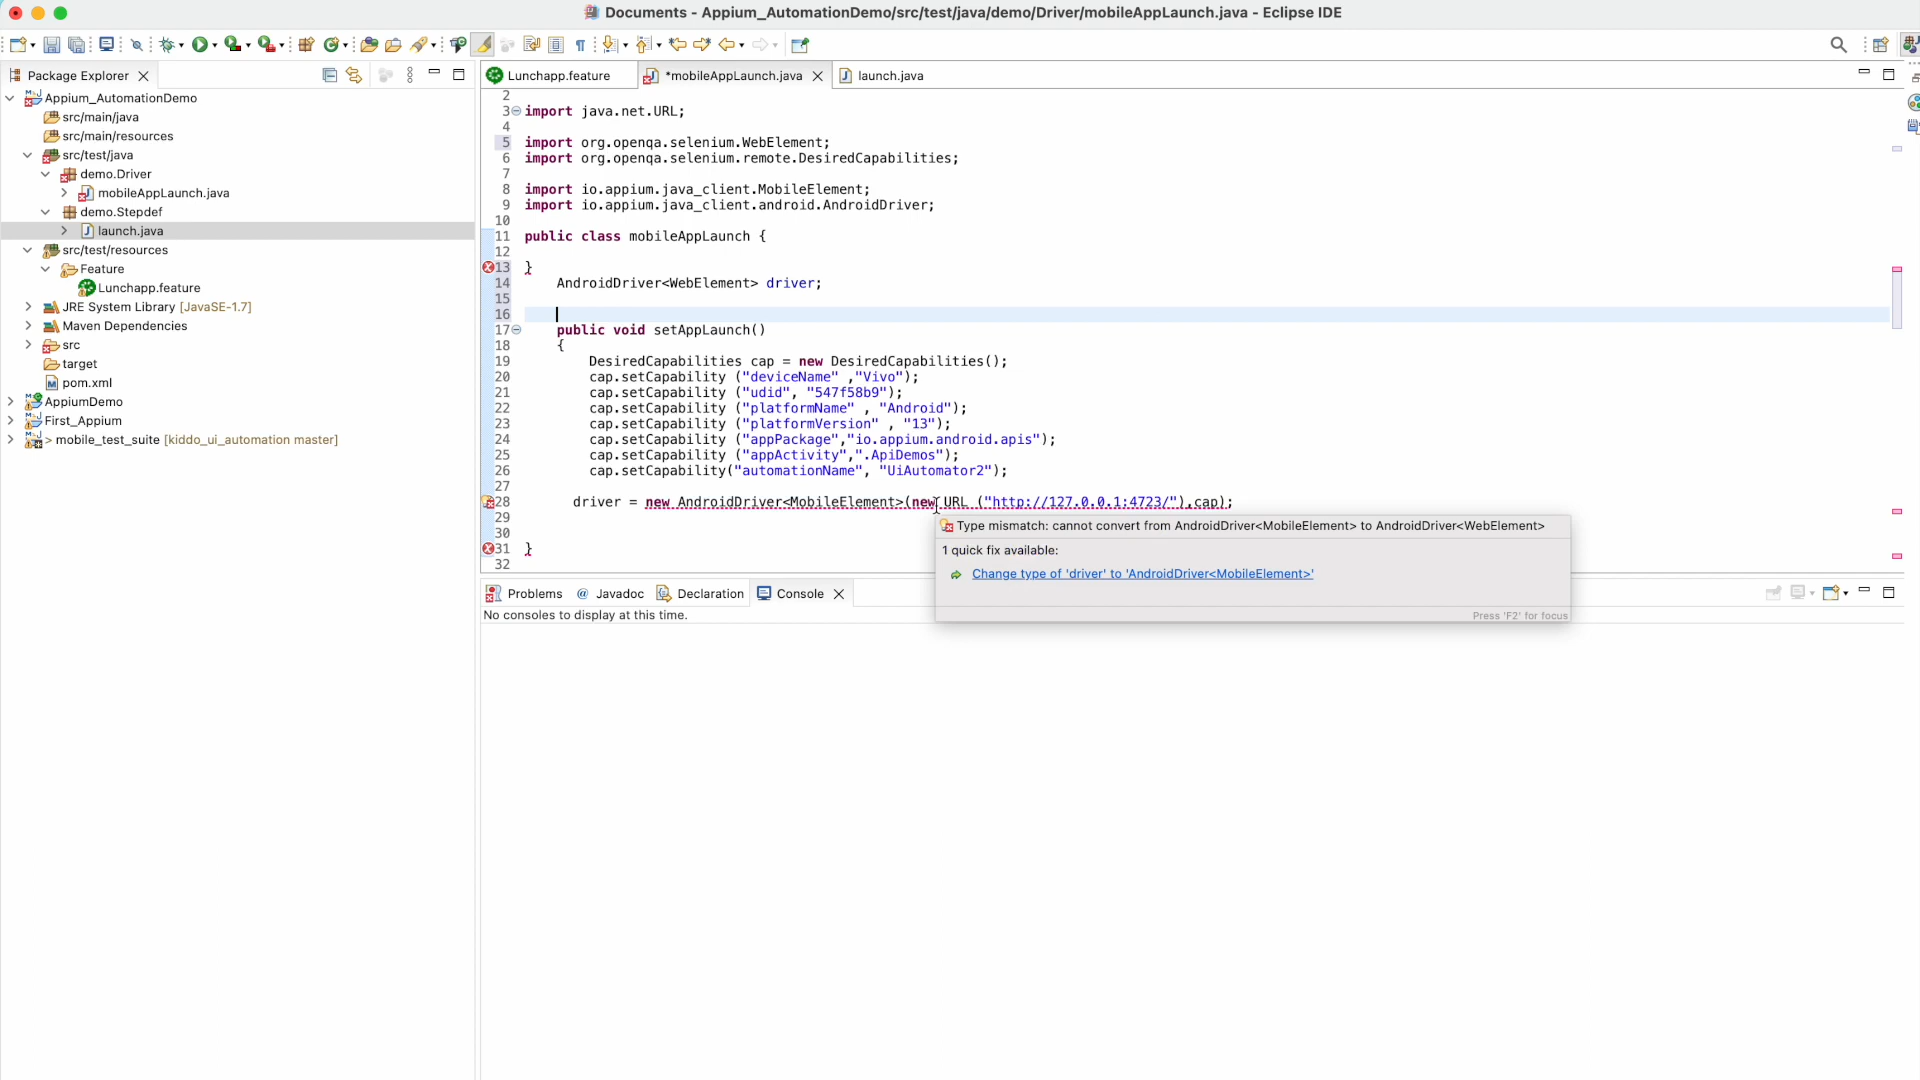 Documents - Appium_AutomationDemo/src/test/java/demo/Driver/mobileAppLaunch.java - Eclipse IDE
Package Explorer
Appium_AutomationDemo
src/main/java
src/main/resources
src/test/java
demo.Driver
mobileAppLaunch.java
demo.Stepdef
launch.java
src/test/resources
Feature
Lunchapp.feature
JRE System Library [JavaSE-1.7]
Maven Dependencies
src
target
pom.xml
AppiumDemo
First_Appium
> mobile_test_suite [kiddo_ui_automation master]
Lunchapp.feature
*mobileAppLaunch.java
launch.java
2
3 import java.net.URL;
4
5 import org.openqa.selenium.WebElement;
6 import org.openqa.selenium.remote.DesiredCapabilities;
7
8 import io.appium.java_client.MobileElement;
9 import io.appium.java_client.android.AndroidDriver;
10
11 public class mobileAppLaunch {
12
13 }
14 AndroidDriver<WebElement> driver;
15
16
17 public void setAppLaunch()
18 {
19 DesiredCapabilities cap = new DesiredCapabilities();
20 cap.setCapability ("deviceName" ,"Vivo");
21 cap.setCapability ("udid", "547f58b9");
22 cap.setCapability ("platformName" , "Android");
23 cap.setCapability ("platformVersion" , "13");
24 cap.setCapability ("appPackage","io.appium.android.apis");
25 cap.setCapability ("appActivity",".ApiDemos");
26 cap.setCapability("automationName", "UiAutomator2");
27
28 driver = new AndroidDriver<MobileElement>(new URL ("http://127.0.0.1:4723/"),cap);
29
30
31 }
32
Type mismatch: cannot convert from AndroidDriver<MobileElement> to AndroidDriver<WebElement>
1 quick fix available:
Change type of 'driver' to 'AndroidDriver<MobileElement>'
Press 'F2' for focus
Problems
@ Javadoc
Declaration
Console
No consoles to display at this time.